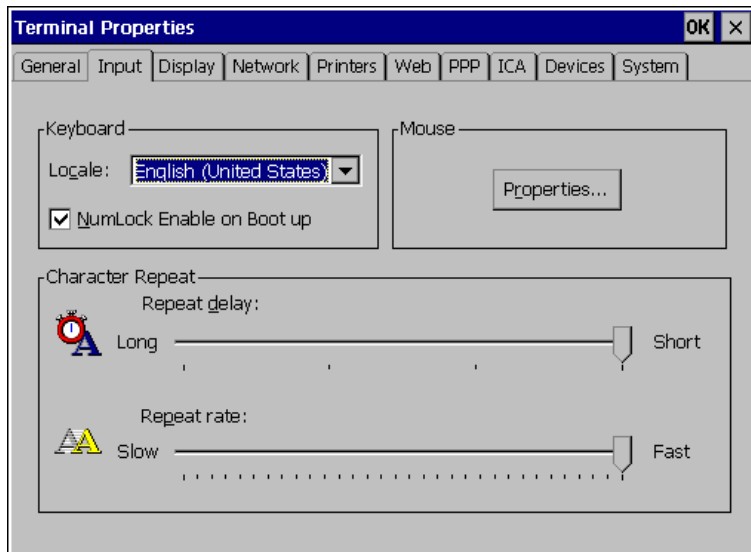 Terminal Properties OK ×
General Input Display Network Printers Web PPP ICA Devices System
Keyboard
Locale: English (United States)
NumLock Enable on Boot up
Mouse
Properties...
Character Repeat
Repeat delay:
Long Short
Repeat rate:
Slow Fast